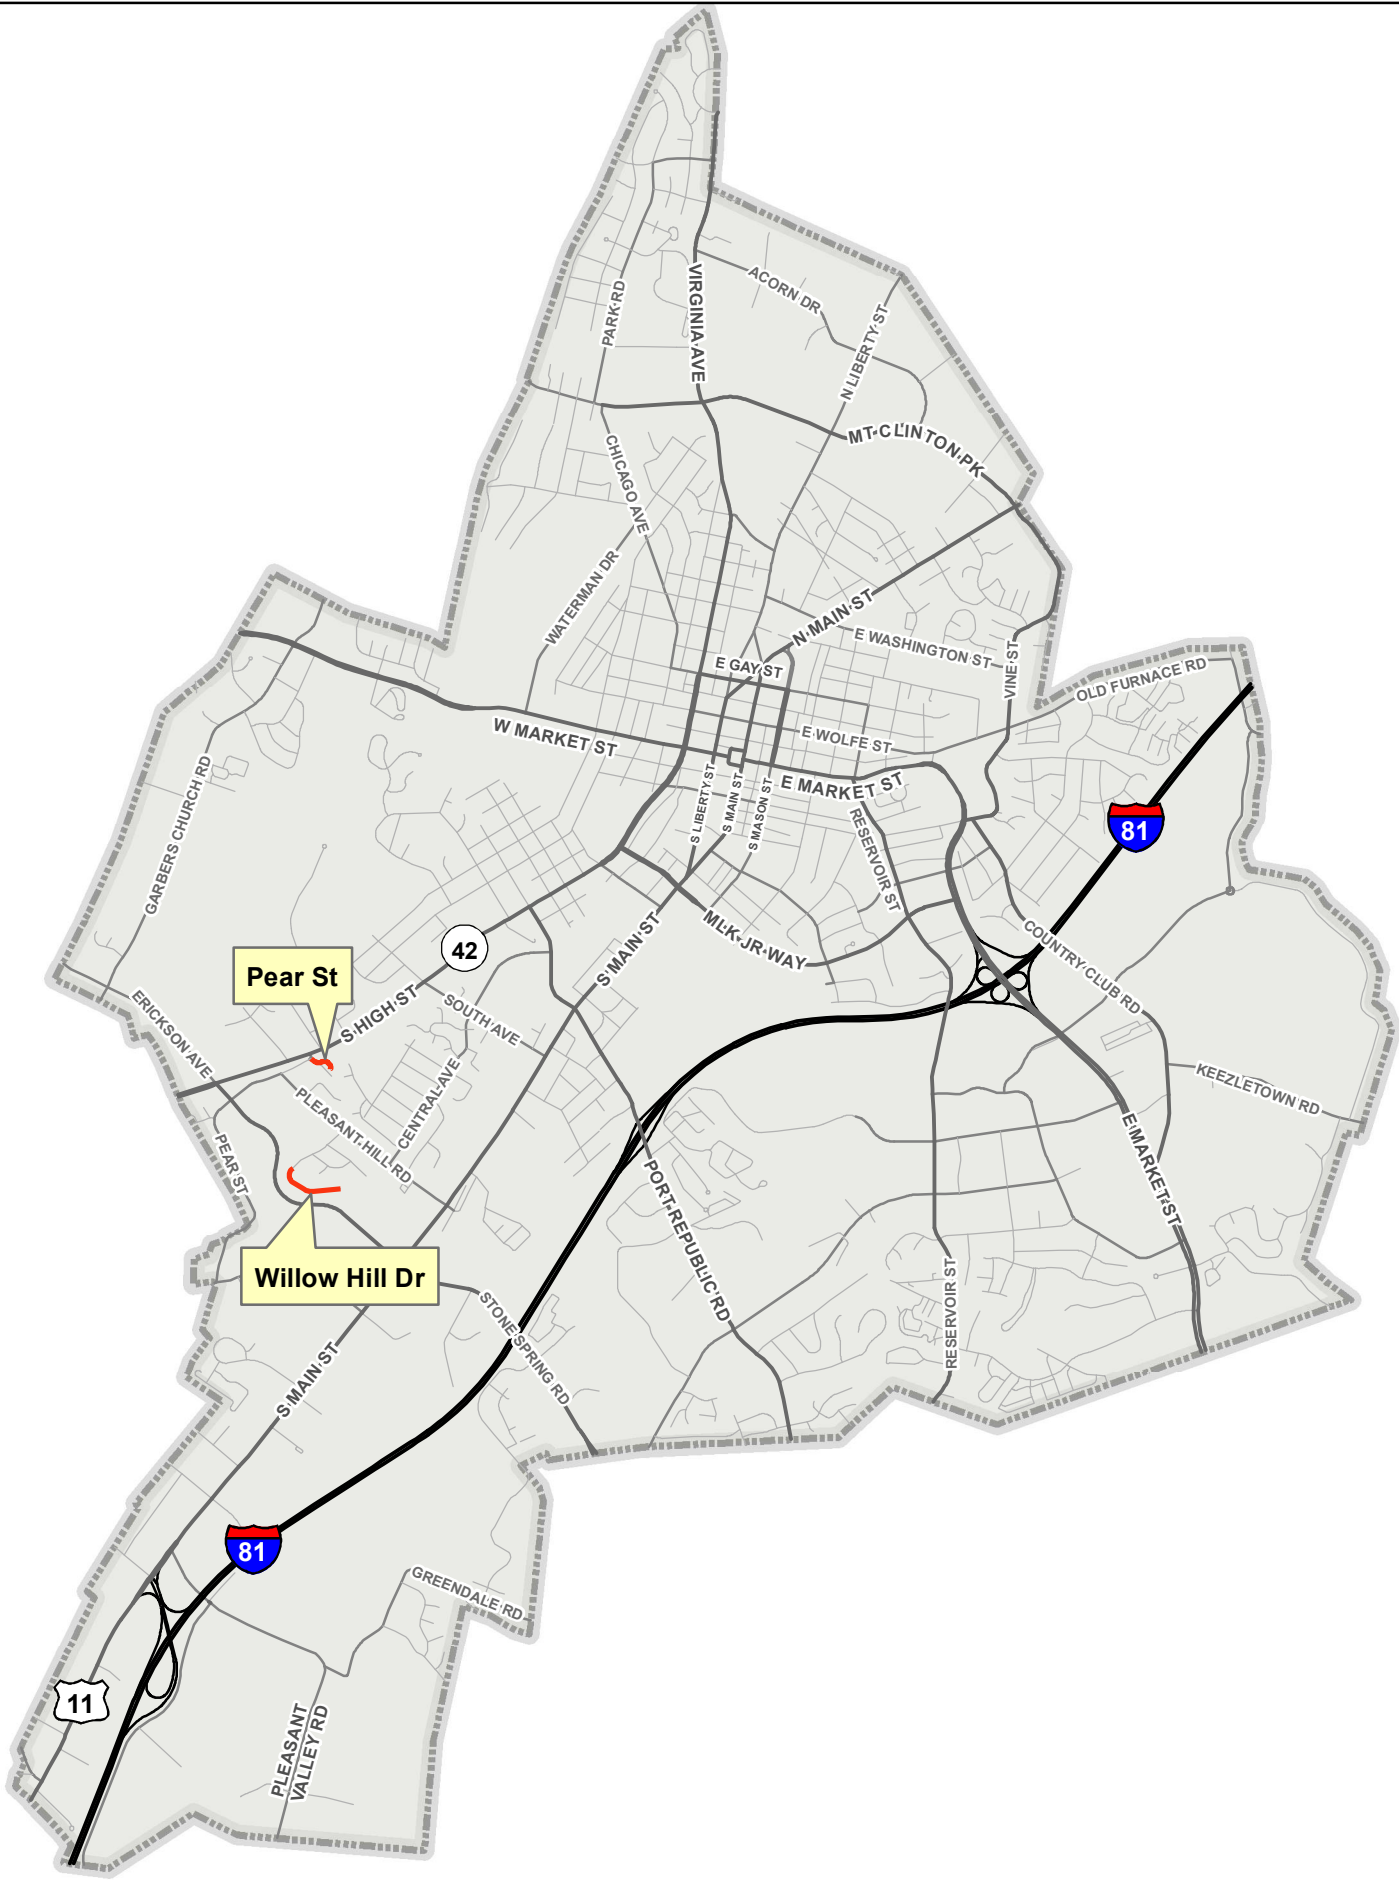 VIRGINIA AVE
ACORN DR
PARK RD
N LIBERTY ST
MT CLINTON PK
CHICAGO AVE
WATERMAN DR
N MAIN ST
E WASHINGTON ST
VINE ST
E GAY ST
OLD FURNACE RD
W MARKET ST
E WOLFE ST
E MARKET ST
S LIBERTY ST
S MAIN ST
S MASON ST
RESERVOIR ST
81
GARBERS CHURCH RD
42
MLK JR WAY
S MAIN ST
COUNTRY CLUB RD
Pear St
S HIGH ST
SOUTH AVE
ERICKSON AVE
CENTRAL AVE
PLEASANT HILL RD
KEEZLETOWN RD
PEAR ST
E MARKET ST
PORT REPUBLIC RD
Willow Hill Dr
STONE SPRING RD
RESERVOIR ST
S MAIN ST
81
GREENDALE RD
11
PLEASANT
VALLEY RD